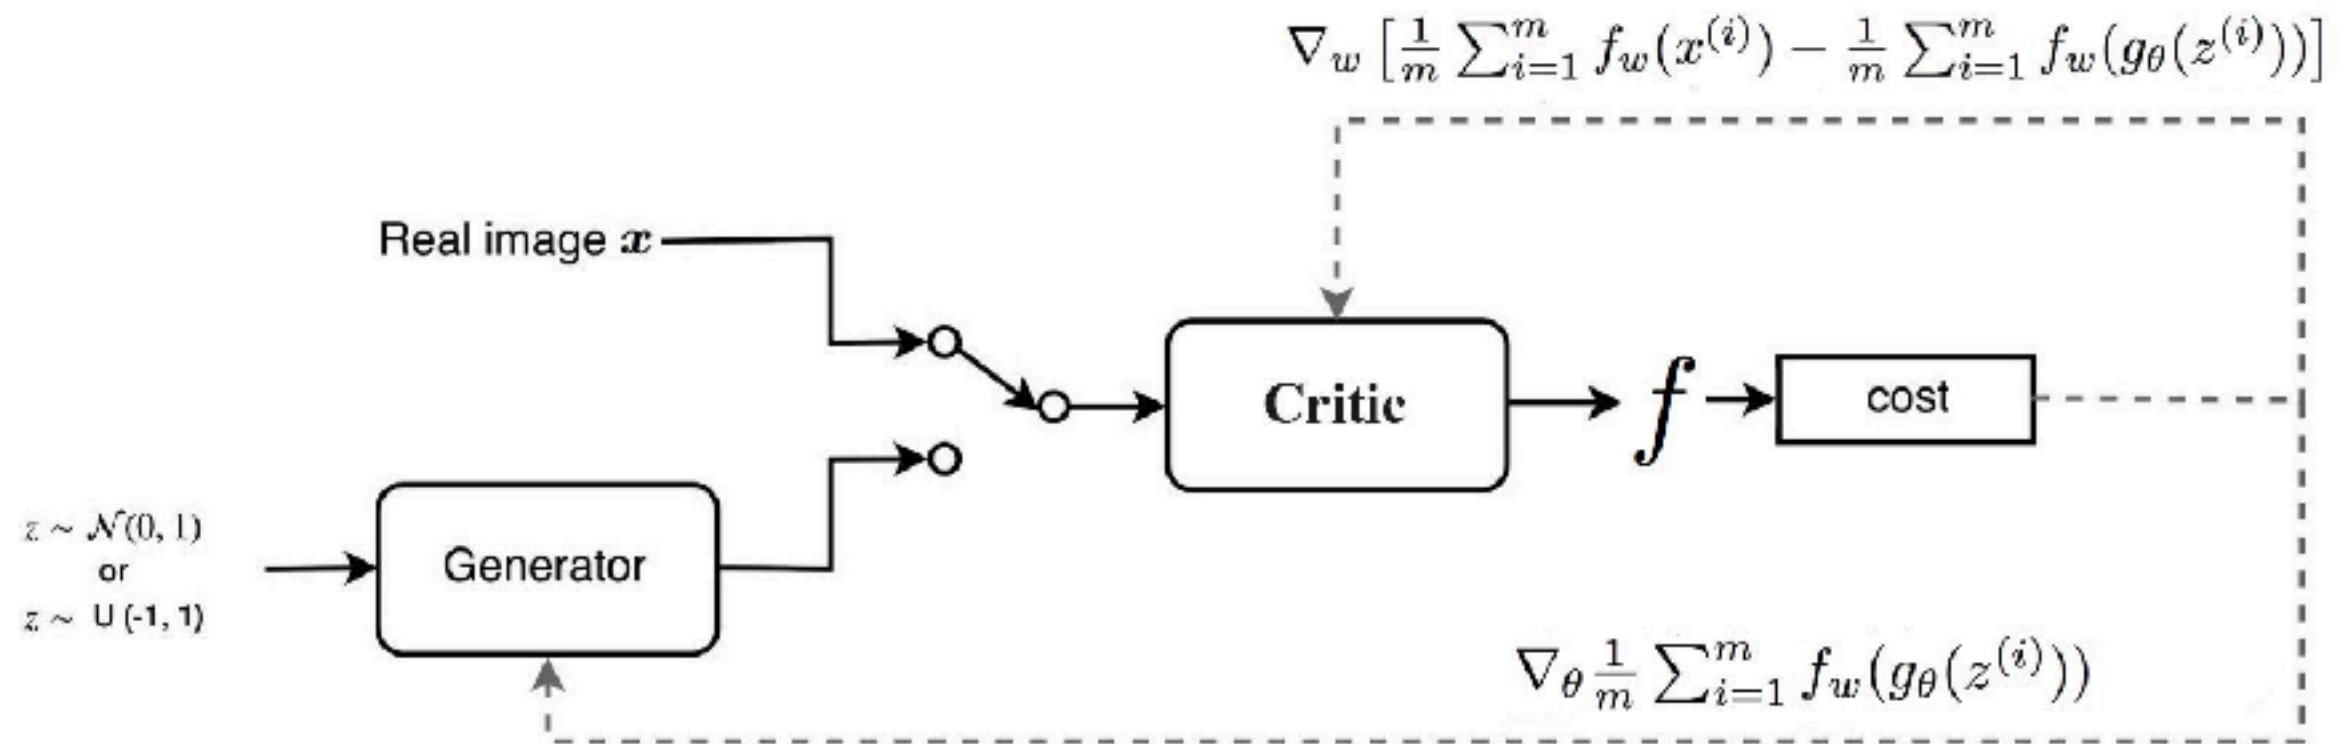 ∇_w [1/m ∑_{i=1}^m f_w(x^{(i)}) − 1/m ∑_{i=1}^m f_w(g_θ(z^{(i)}))]
Real image x
Critic
f
cost
z ∼ 𝒩(0, 1)
or
z ∼ U (-1, 1)
Generator
∇_θ 1/m ∑_{i=1}^m f_w(g_θ(z^{(i)}))